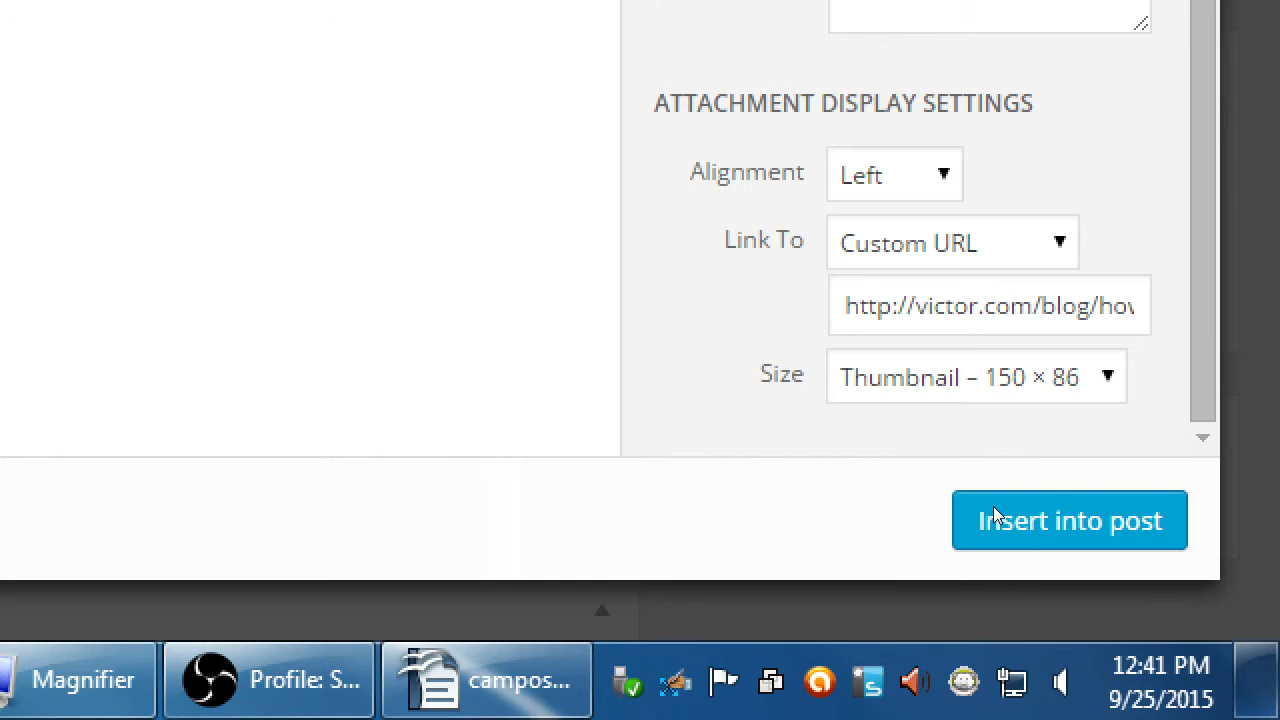 ATTACHMENT DISPLAY SETTINGS
Alignment Left
Link To Custom URL
http://victor.com/blog/hov
Size Thumbnail – 150 × 86
Insert into post
Magnifier Profile: S... campos... 12:41 PM
9/25/2015